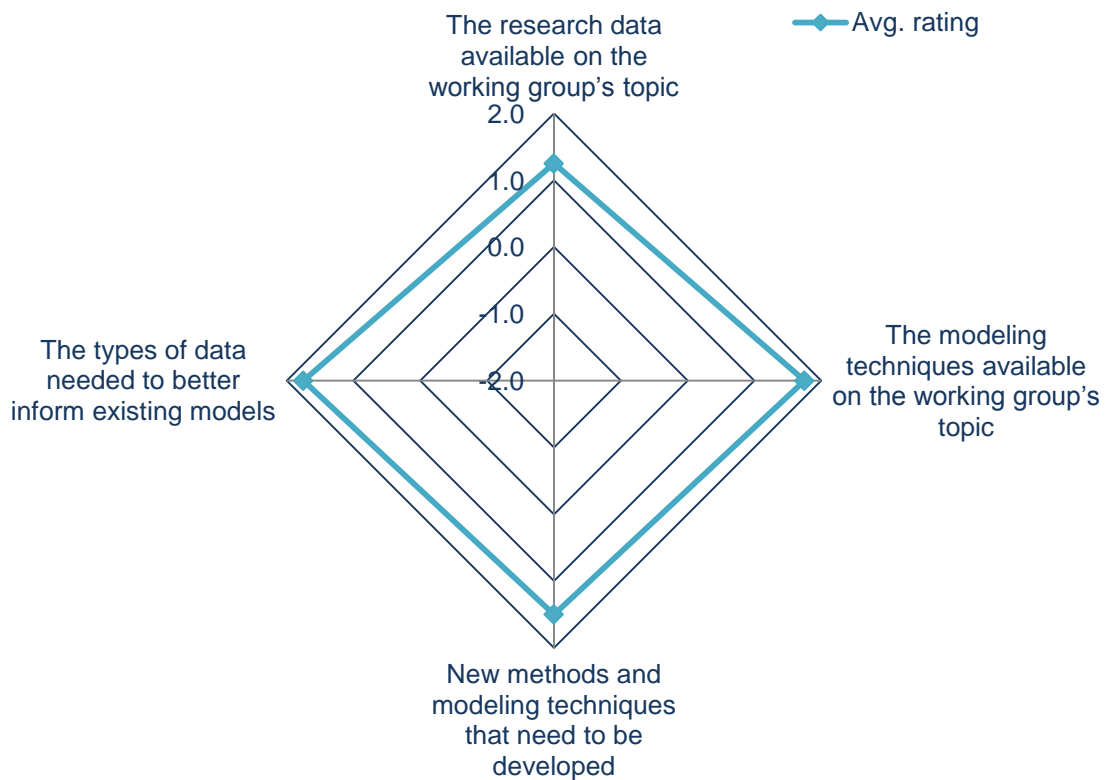 The research data
available on the
working group’s topic
Avg. rating
2.0
1.0
0.0
-1.0
-2.0
The modeling
techniques available
on the working group’s
topic
The types of data
needed to better
inform existing models
New methods and
modeling techniques
that need to be
developed